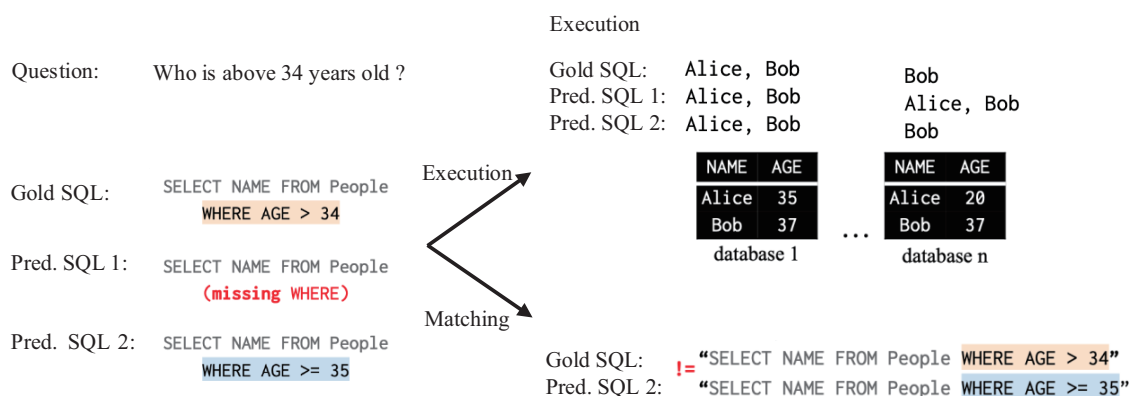 Question: Who is above 34 years old ?
Gold SQL: SELECT NAME FROM People
WHERE AGE > 34
Pred. SQL 1: SELECT NAME FROM People
(missing WHERE)
Pred. SQL 2: SELECT NAME FROM People
WHERE AGE >= 35
Execution
Matching
Execution
Gold SQL: Alice, Bob Bob
Pred. SQL 1: Alice, Bob Alice, Bob
Pred. SQL 2: Alice, Bob Bob
NAME AGE NAME AGE
Alice 35 Alice 20
Bob 37 ... Bob 37
database 1 database n
Gold SQL: != “SELECT NAME FROM People WHERE AGE > 34”
Pred. SQL 2: “SELECT NAME FROM People WHERE AGE >= 35”